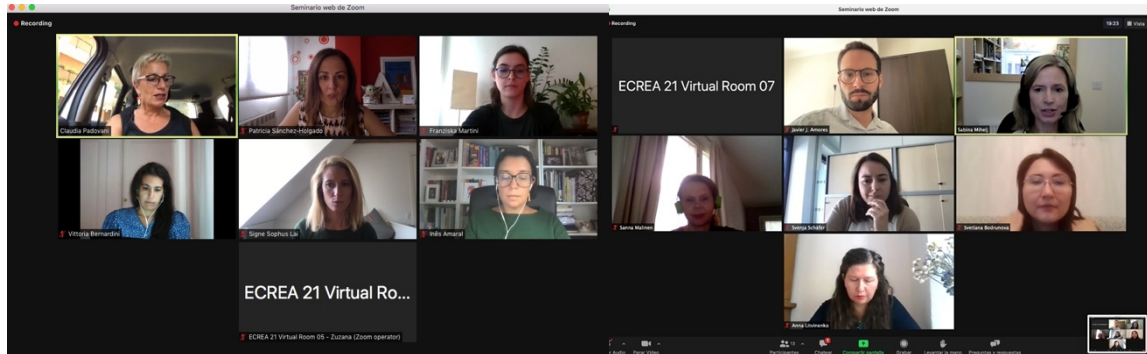 Seminario web de Zoom
Recording
Claudia Padovani
Patricia Sánchez-Holgado
Franziska Martini
Vittoria Bernardini
Signe Sophus Lai
Inês Amaral
ECREA 21 Virtual Ro...
ECREA 21 Virtual Room 05 - Zuzana (Zoom operator)
Seminario web de Zoom
Recording
19:23
Vista
ECREA 21 Virtual Room 07
Javier J. Amores
Sabina Mihelj
Sanna Malinen
Svenja Schäfer
Svetlana Bodrunova
Anna Litvinenko
Audio
Parar Video
Participantes
Chatear
Compartir pantalla
Grabar
Levantar la mano
Preguntas y respuestas